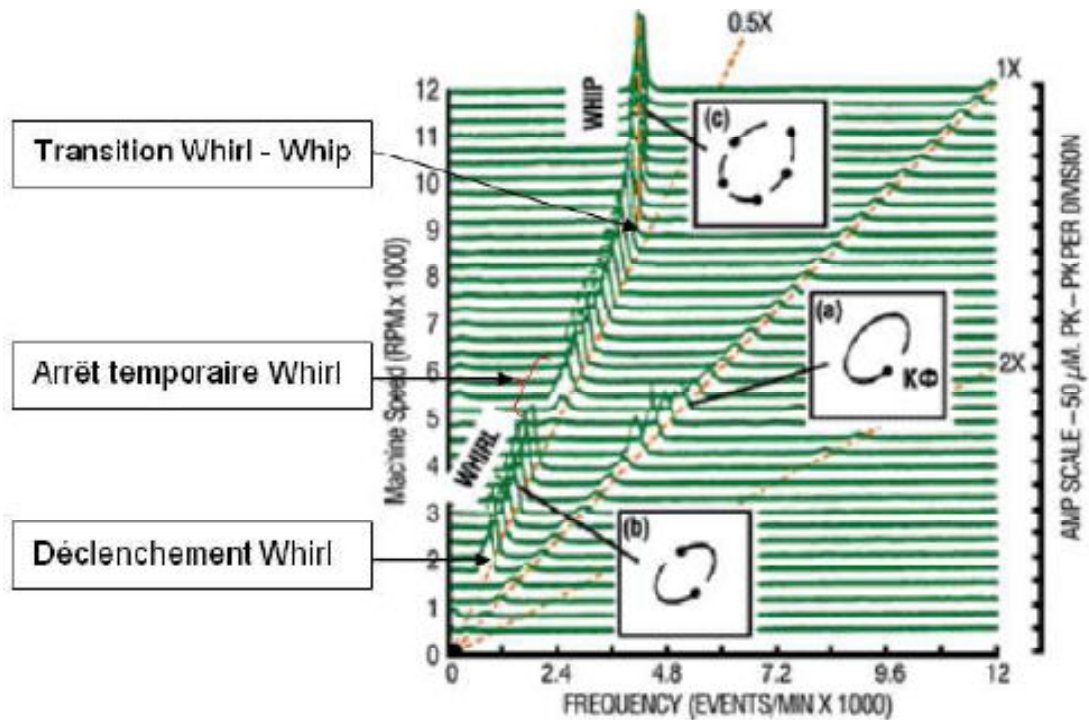 Transition Whirl - Whip
Arrêt temporaire Whirl
Déclenchement Whirl
Machine Speed (RPM x 1000)
12
11
10
9
8
7
6
5
4
3
2
1
0
WHIP
WHIRL
0.5X
1X
2X
(c)
(a)
KΦ
(b)
0
2.4
4.8
7.2
9.6
12
FREQUENCY (EVENTS/MIN X 1000)
AMP SCALE – 50 µM. PK – PK PER DIVISION